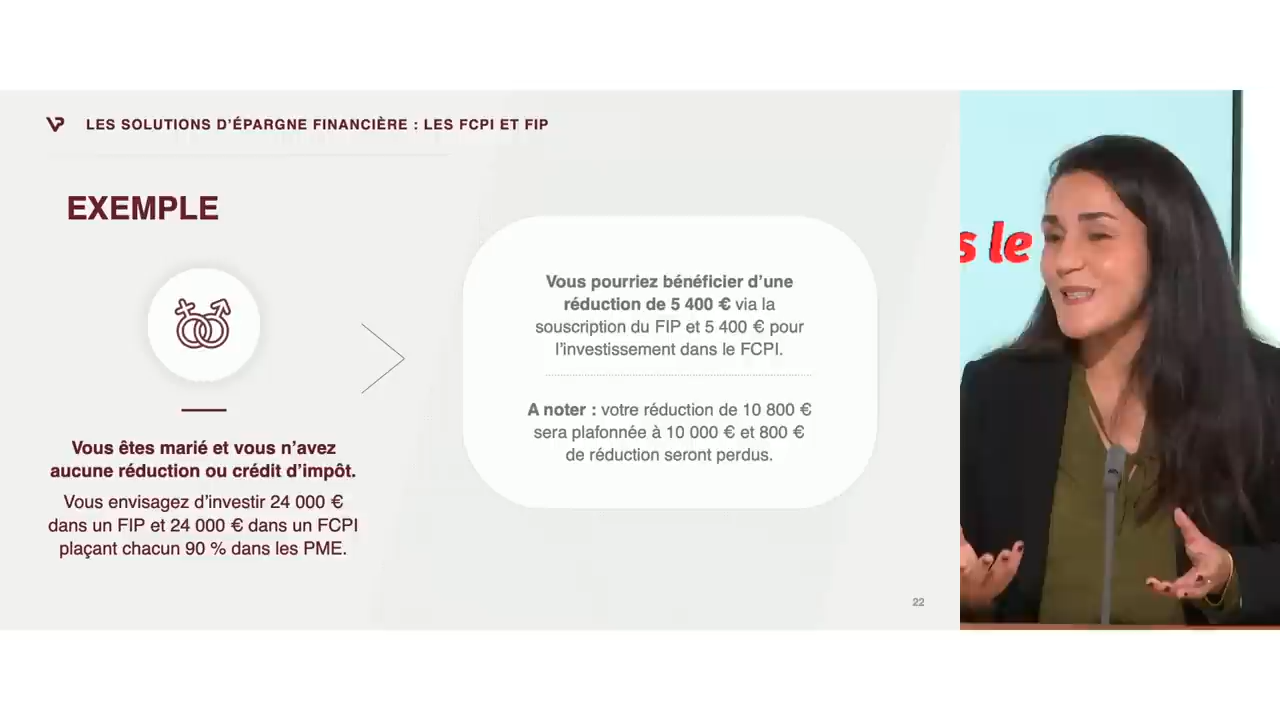 LES SOLUTIONS D'ÉPARGNE FINANCIÈRE : LES FCPI ET FIP
EXEMPLE
Vous êtes marié et vous n'avez
aucune réduction ou crédit d'impôt.
Vous envisagez d'investir 24 000 €
dans un FIP et 24 000 € dans un FCPI
plaçant chacun 90 % dans les PME.
Vous pourriez bénéficier d'une
réduction de 5 400 € via la
souscription du FIP et 5 400 € pour
l'investissement dans le FCPI.
A noter : votre réduction de 10 800 €
sera plafonnée à 10 000 € et 800 €
de réduction seront perdus.
22
s le